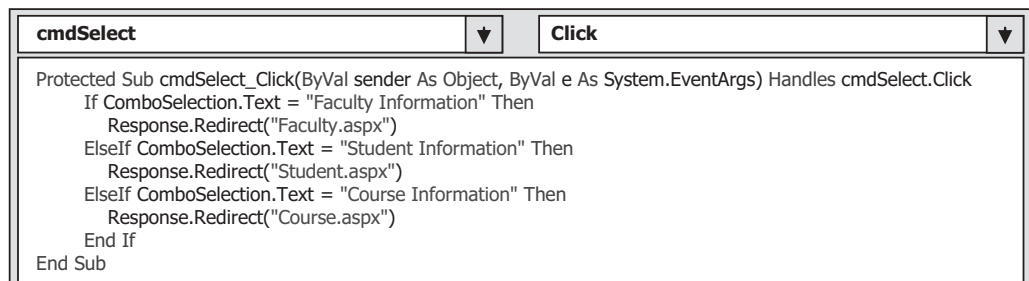 cmdSelect Click
Protected Sub cmdSelect_Click(ByVal sender As Object, ByVal e As System.EventArgs) Handles cmdSelect.Click
If ComboSelection.Text = "Faculty Information" Then
Response.Redirect("Faculty.aspx")
ElseIf ComboSelection.Text = "Student Information" Then
Response.Redirect("Student.aspx")
ElseIf ComboSelection.Text = "Course Information" Then
Response.Redirect("Course.aspx")
End If
End Sub